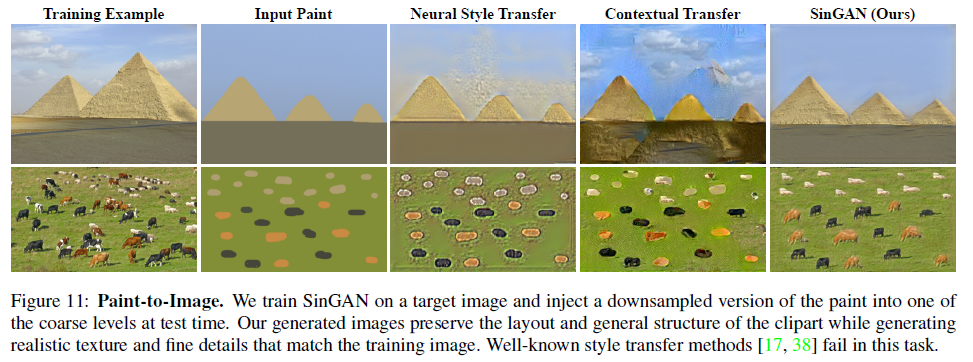 Training Example Input Paint Neural Style Transfer Contextual Transfer SinGAN (Ours)
Figure 11: Paint-to-Image. We train SinGAN on a target image and inject a downsampled version of the paint into one of
the coarse levels at test time. Our generated images preserve the layout and general structure of the clipart while generating
realistic texture and fine details that match the training image. Well-known style transfer methods [17, 38] fail in this task.